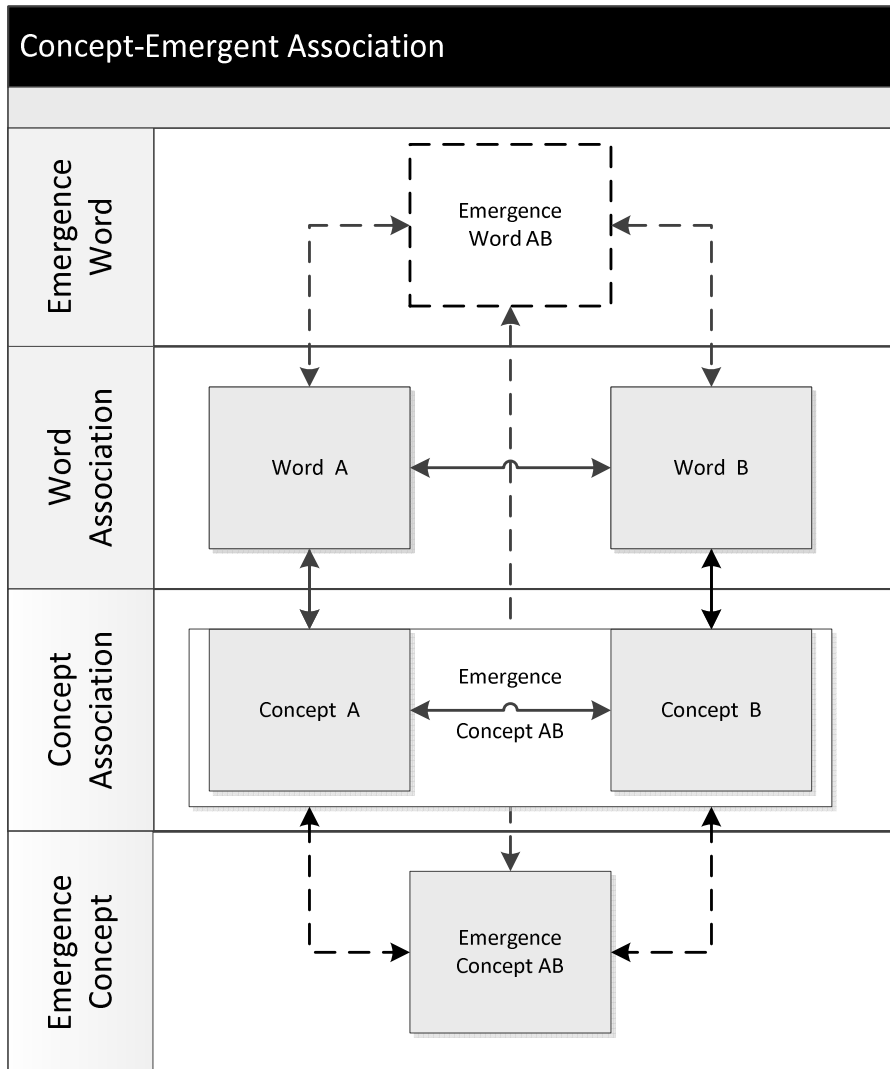 Concept-Emergent Association
Emergence
Word
Emergence
Word AB
Word
Association
Word A
Word B
Concept
Association
Concept A
Emergence
Concept AB
Concept B
Emergence
Concept
Emergence
Concept AB